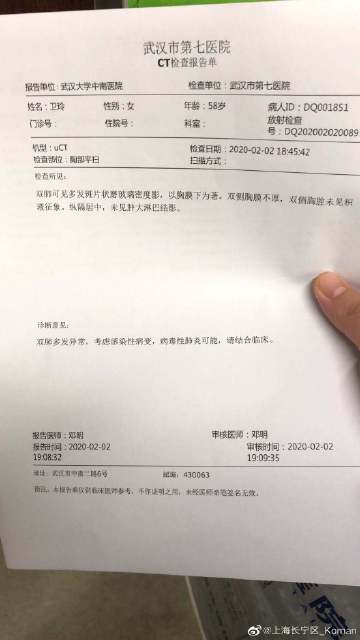 武汉市第七医院
CT检查报告单
报告单位：武汉大学中南医院 检查单位：武汉市第七医院
姓名：卫玲 性别：女 年龄：58岁 病人ID：DQ001851
门诊号： 住院号： 科室： 放射检查
号：DQ202002020089
机型：uCT 检查日期：2020-02-02 18:45:42
检查部位：胸部平扫 扫描方式：
检查所见：
双肺可见多发斑片状磨玻璃密度影，以胸膜下为著。双侧胸膜不厚，双侧胸腔未见积
液征象。纵隔居中，未见肿大淋巴结影。
诊断意见：
双肺多发异常，考虑感染性病变，病毒性肺炎可能，请结合临床。
报告医师：邓明 审核医师：邓明
报告时间：2020-02-02 审核时间：2020-02-02
19:08:32 19:09:35
地址：武汉市中南二路6号 邮编：430063
备注：本报告单仅供临床医师参考，不作证明之用，未经医师亲笔签名无效。
@上海长宁区_Koman